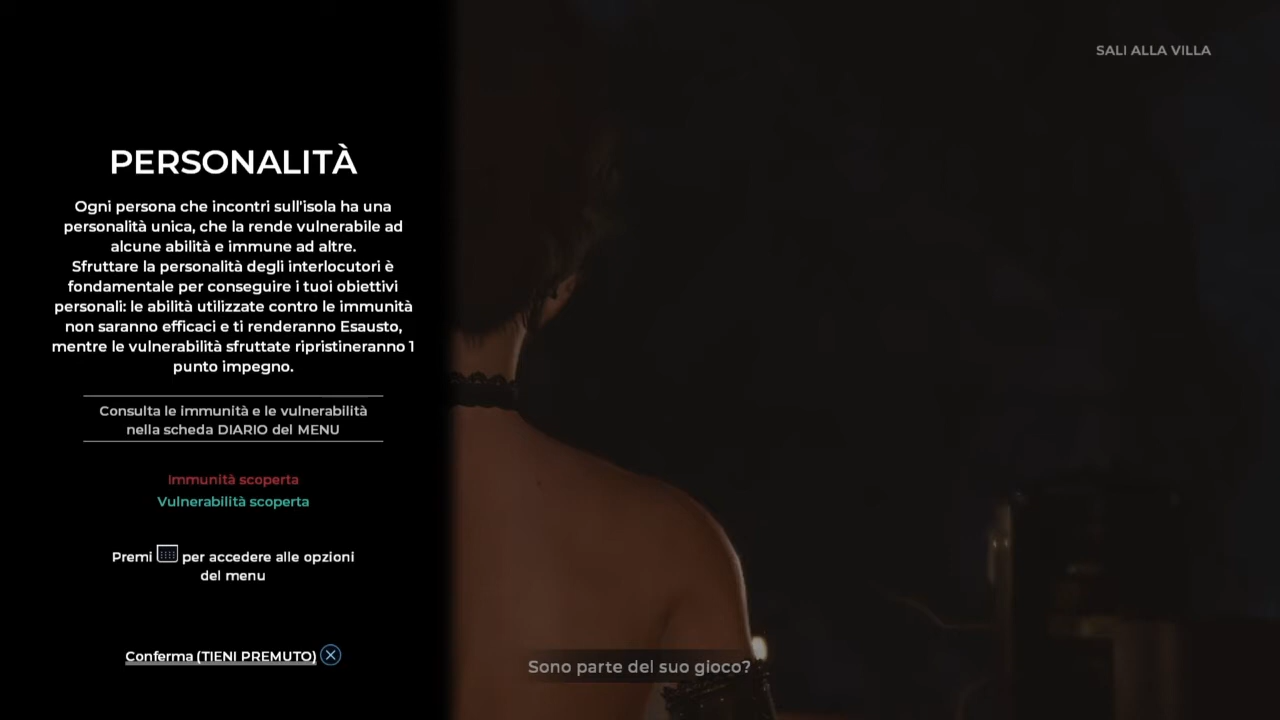 SALI ALLA VILLA
PERSONALITÀ
Ogni persona che incontri sull'isola ha una
personalità unica, che la rende vulnerabile ad
alcune abilità e immune ad altre.
Sfruttare la personalità degli interlocutori è
fondamentale per conseguire i tuoi obiettivi
personali: le abilità utilizzate contro le immunità
non saranno efficaci e ti renderanno Esausto,
mentre le vulnerabilità sfruttate ripristineranno 1
punto impegno.
Consulta le immunità e le vulnerabilità
nella scheda DIARIO del MENU
Immunità scoperta
Vulnerabilità scoperta
Premi per accedere alle opzioni
del menu
Conferma (TIENI PREMUTO)
Sono parte del suo gioco?